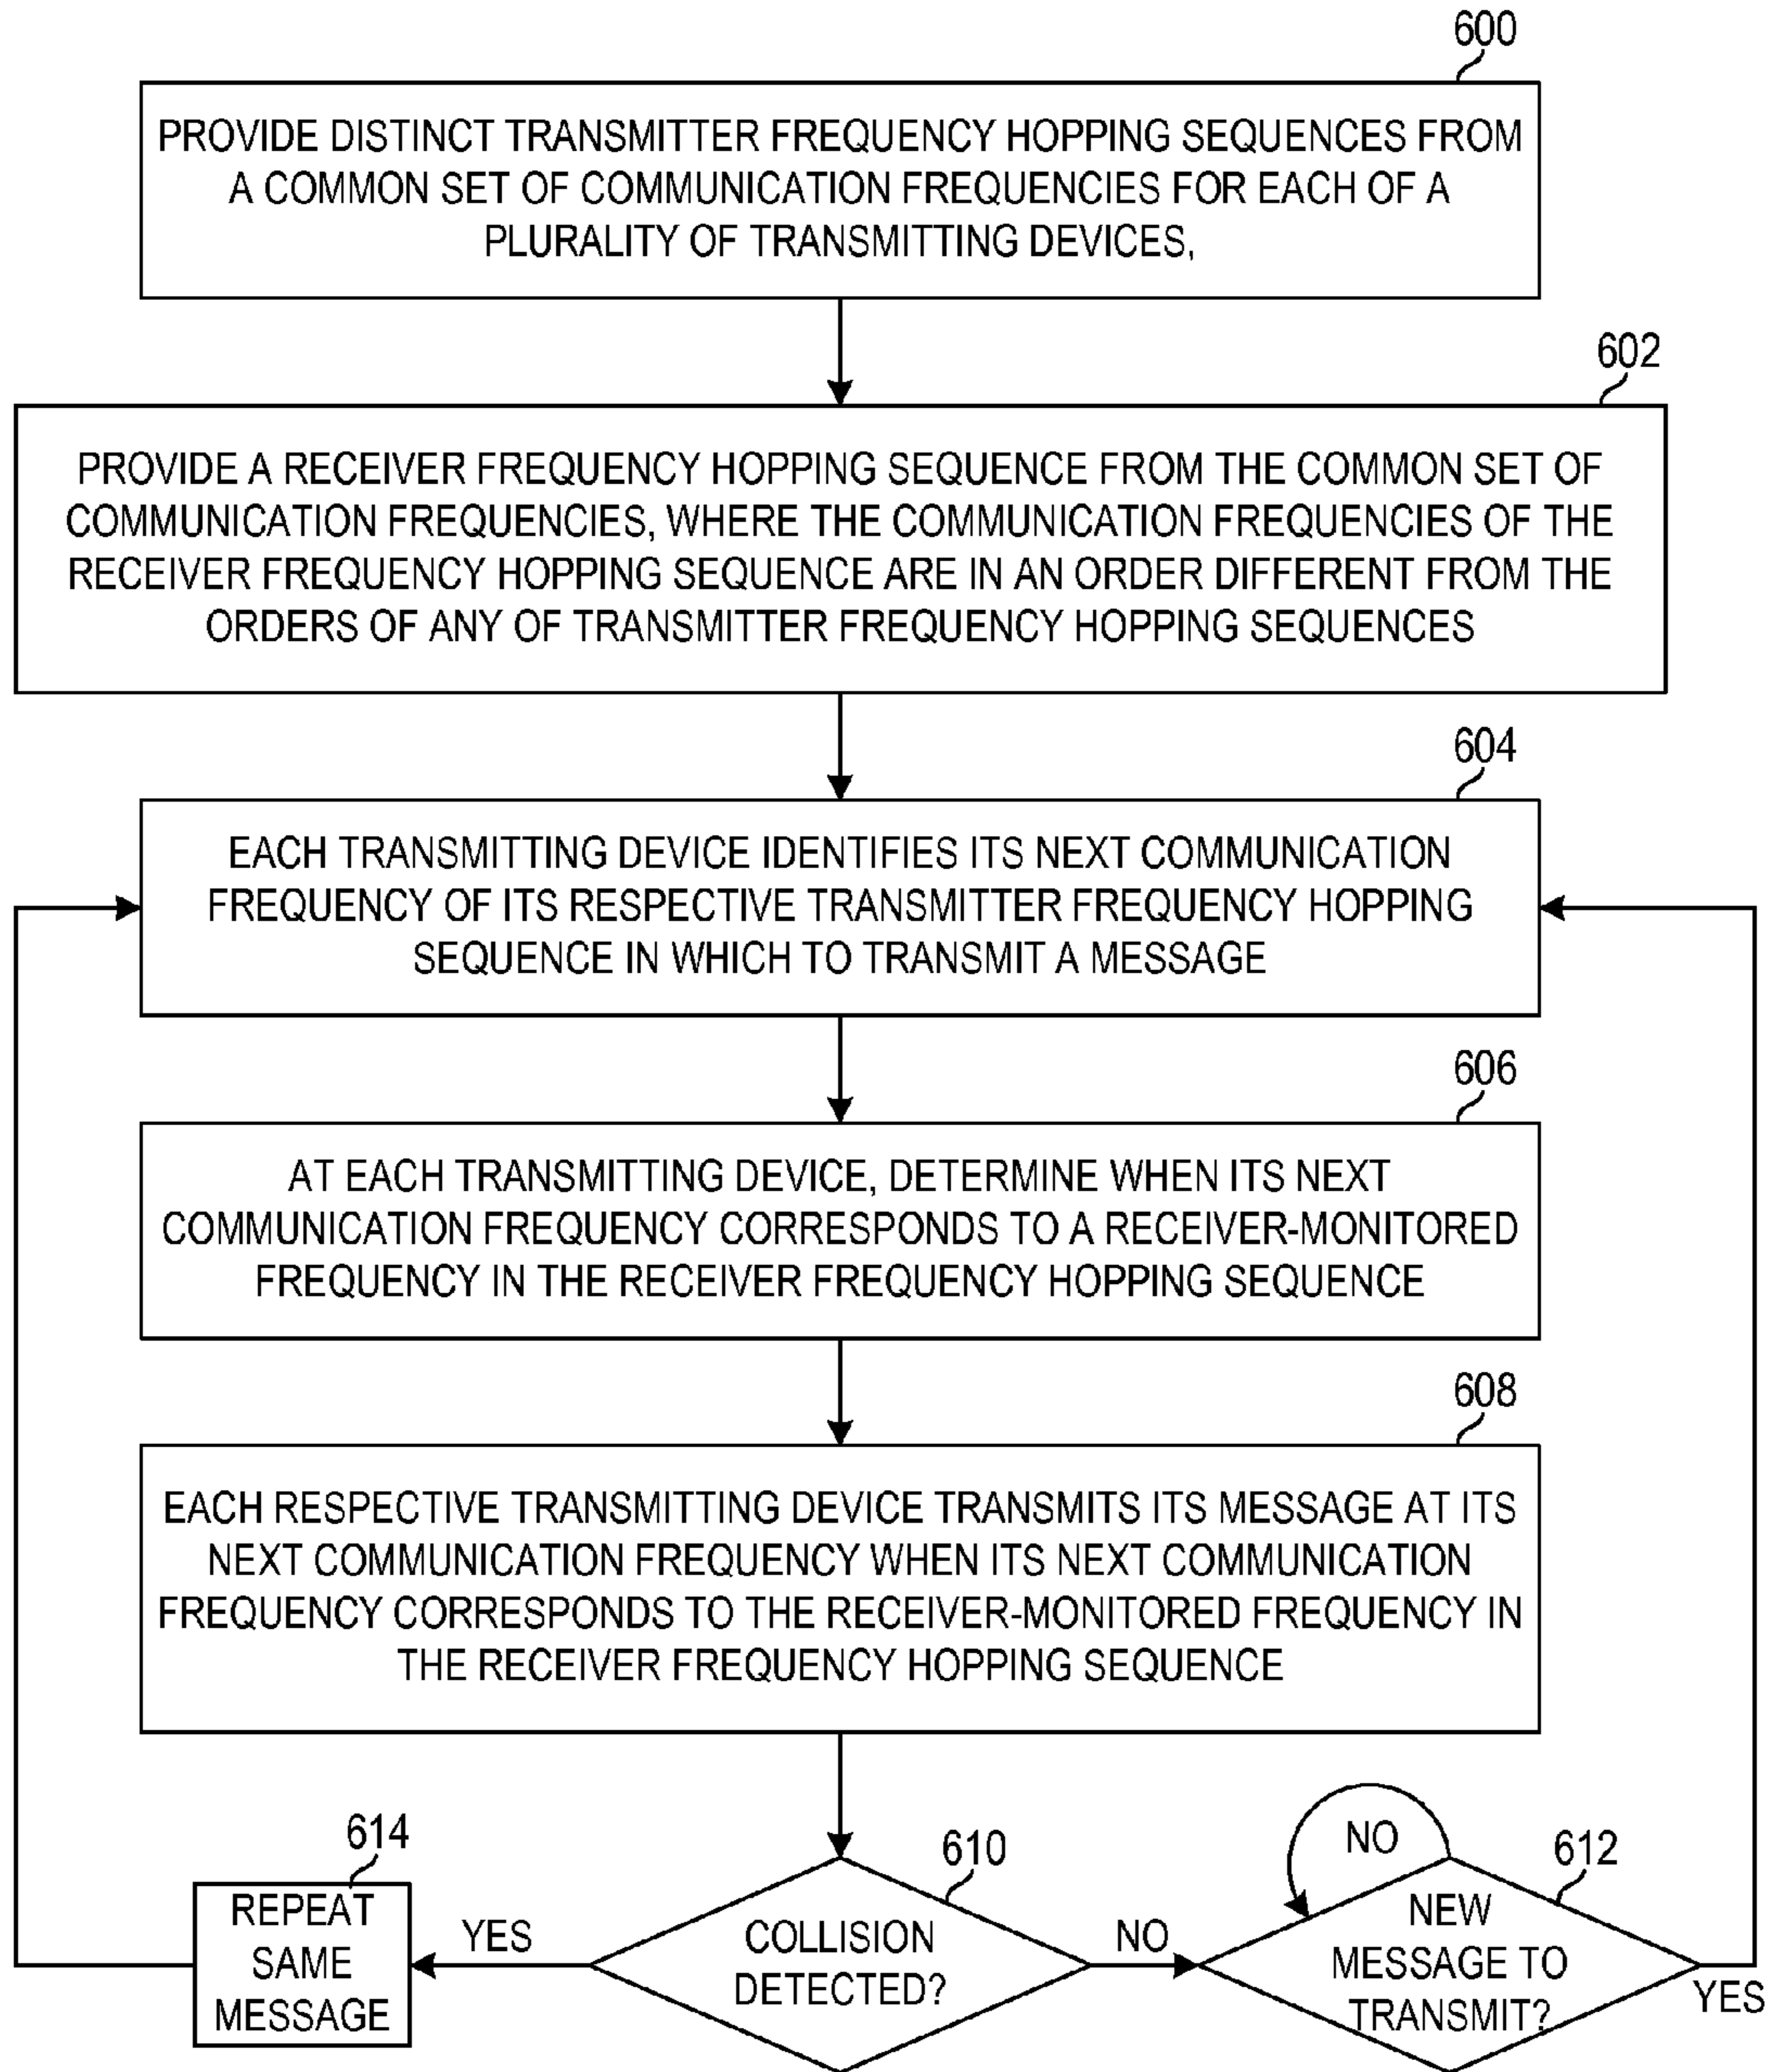 600
PROVIDE DISTINCT TRANSMITTER FREQUENCY HOPPING SEQUENCES FROM
A COMMON SET OF COMMUNICATION FREQUENCIES FOR EACH OF A
PLURALITY OF TRANSMITTING DEVICES,
602
PROVIDE A RECEIVER FREQUENCY HOPPING SEQUENCE FROM THE COMMON SET OF
COMMUNICATION FREQUENCIES, WHERE THE COMMUNICATION FREQUENCIES OF THE
RECEIVER FREQUENCY HOPPING SEQUENCE ARE IN AN ORDER DIFFERENT FROM THE
ORDERS OF ANY OF TRANSMITTER FREQUENCY HOPPING SEQUENCES
604
EACH TRANSMITTING DEVICE IDENTIFIES ITS NEXT COMMUNICATION
FREQUENCY OF ITS RESPECTIVE TRANSMITTER FREQUENCY HOPPING
SEQUENCE IN WHICH TO TRANSMIT A MESSAGE
606
AT EACH TRANSMITTING DEVICE, DETERMINE WHEN ITS NEXT
COMMUNICATION FREQUENCY CORRESPONDS TO A RECEIVER-MONITORED
FREQUENCY IN THE RECEIVER FREQUENCY HOPPING SEQUENCE
608
EACH RESPECTIVE TRANSMITTING DEVICE TRANSMITS ITS MESSAGE AT ITS
NEXT COMMUNICATION FREQUENCY WHEN ITS NEXT COMMUNICATION
FREQUENCY CORRESPONDS TO THE RECEIVER-MONITORED FREQUENCY IN
THE RECEIVER FREQUENCY HOPPING SEQUENCE
614
REPEAT
SAME
MESSAGE
YES
610
COLLISION
DETECTED?
NO
NO
612
NEW
MESSAGE TO
TRANSMIT?
YES